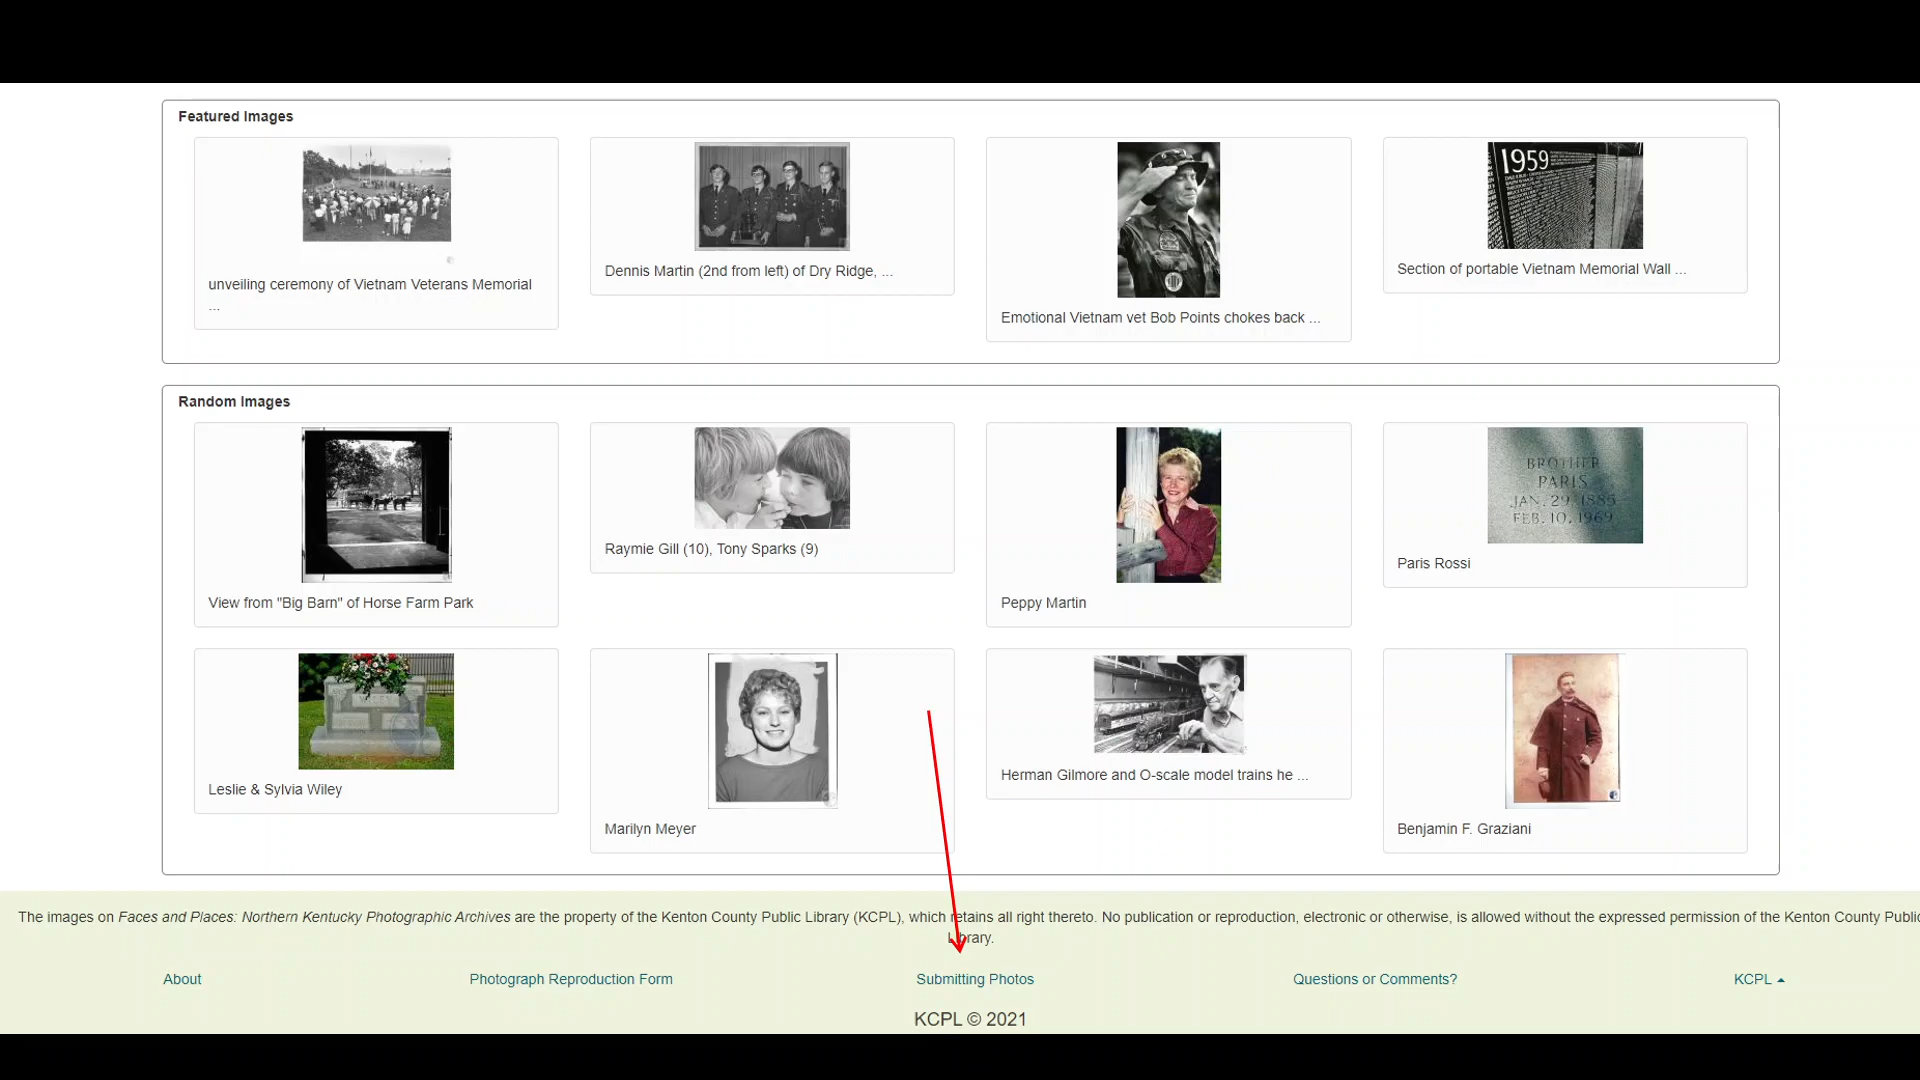 Featured Images
unveiling ceremony of Vietnam Veterans Memorial
...
Dennis Martin (2nd from left) of Dry Ridge, ...
Emotional Vietnam vet Bob Points chokes back ...
1959
Section of portable Vietnam Memorial Wall ...
Random Images
View from "Big Barn" of Horse Farm Park
Raymie Gill (10), Tony Sparks (9)
Peppy Martin
BROTHER
PARIS
JAN. 29, 1885
FEB. 10, 1969
Paris Rossi
Leslie & Sylvia Wiley
Marilyn Meyer
Herman Gilmore and O-scale model trains he ...
Benjamin F. Graziani
The images on Faces and Places: Northern Kentucky Photographic Archives are the property of the Kenton County Public Library (KCPL), which retains all right thereto. No publication or reproduction, electronic or otherwise, is allowed without the expressed permission of the Kenton County Public
Library.
About
Photograph Reproduction Form
Submitting Photos
Questions or Comments?
KCPL
KCPL © 2021